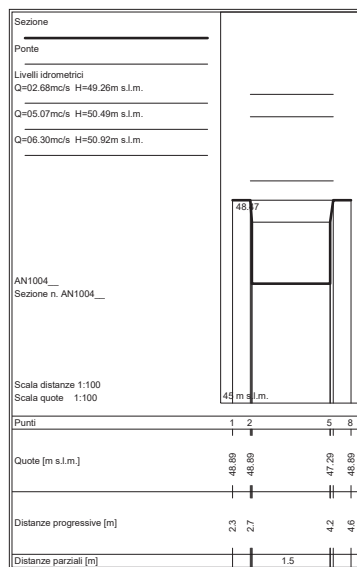 Sezione
Ponte
Livelli idrometrici
Q=02.68mc/s H=49.26m s.l.m.
Q=05.07mc/s H=50.49m s.l.m.
Q=06.30mc/s H=50.92m s.l.m.
48.47
AN1004__
Sezione n. AN1004__
Scala distanze 1:100
Scala quote 1:100
45 m s.l.m.
Punti 1 2 5 8
Quote [m s.l.m.] 48.89 48.89 47.29 48.89
Distanze progressive [m] 2.3 2.7 4.2 4.6
Distanze parziali [m] 1.5